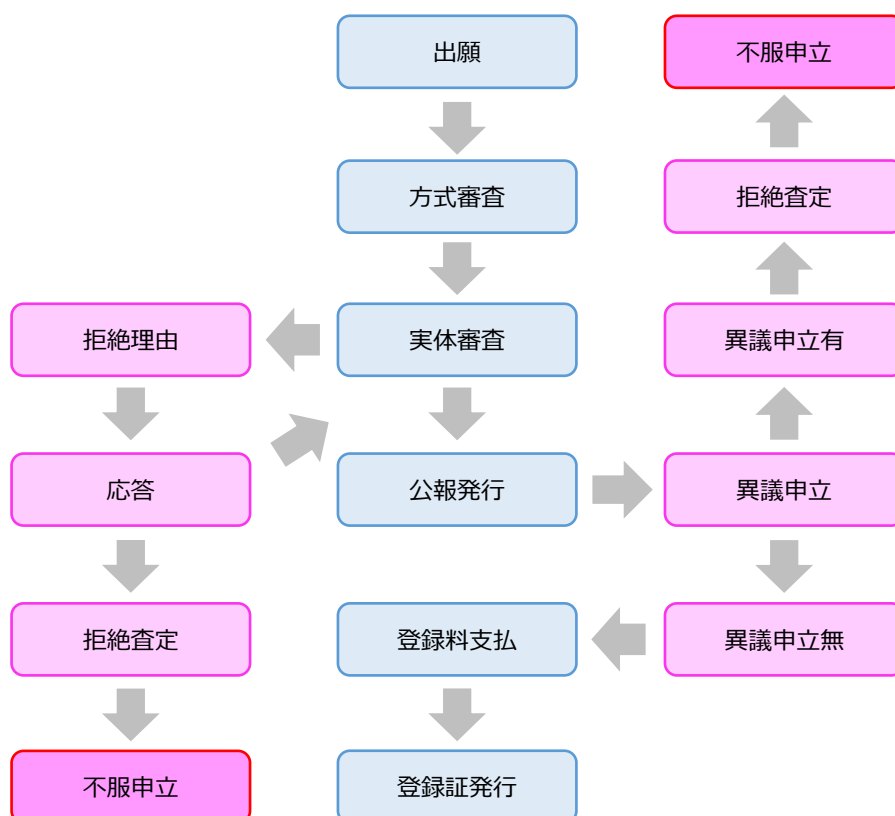 出願
不服申立
方式審査
拒絶査定
拒絶理由
実体審査
異議申立有
応答
公報発行
異議申立
拒絶査定
登録料支払
異議申立無
不服申立
登録証発行